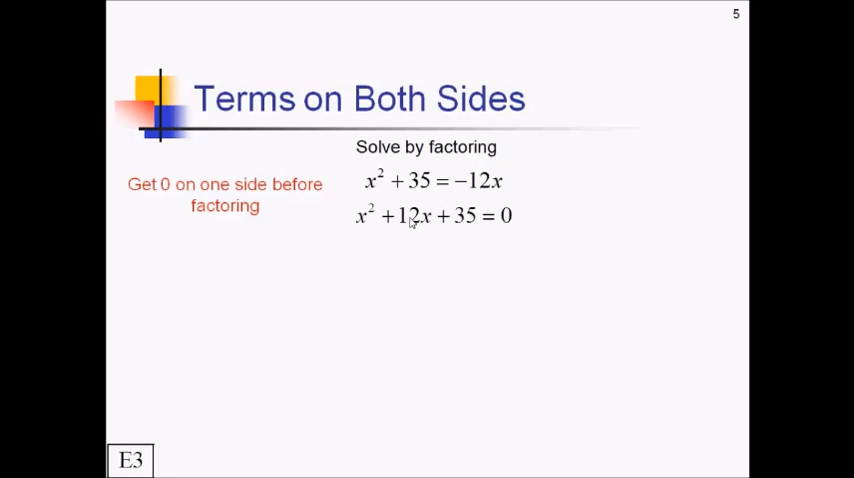 5
Terms on Both Sides
Solve by factoring
Get 0 on one side before
factoring
x² + 35 = −12x
x² + 12x + 35 = 0
E3